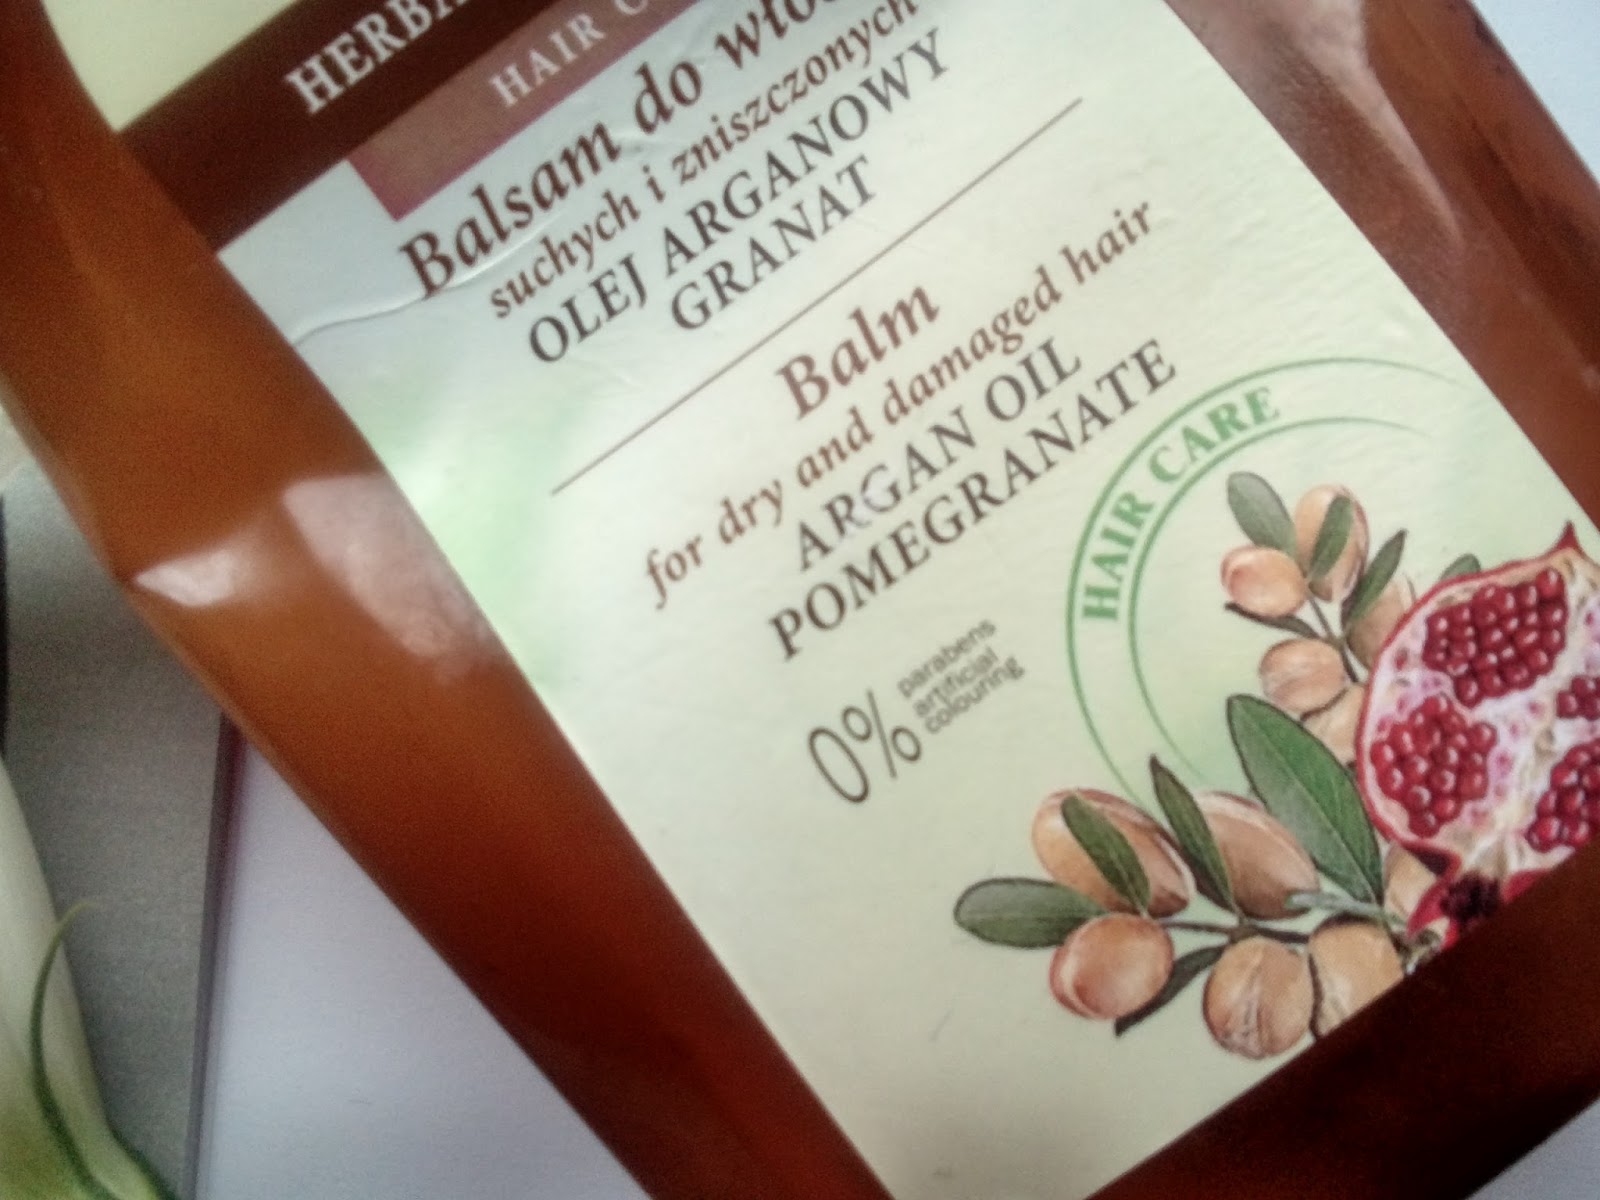 HAIR
Balsam do
suchych i zniszczonych
OLEJ ARGANOWY
GRANAT
Balm
for dry and damaged hair
ARGAN OIL
POMEGRANATE
0% parabens
artificial
colouring
HAIR CARE